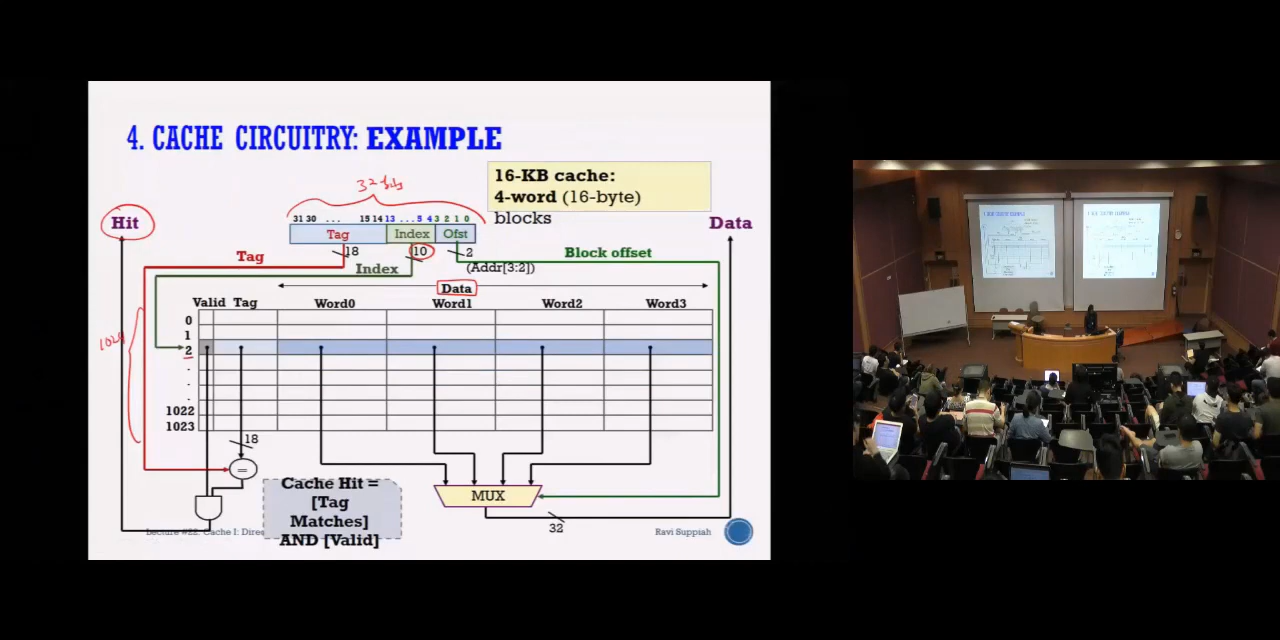 4. CACHE CIRCUITRY: EXAMPLE
16-KB cache:
4-word (16-byte)
blocks
32 bits
31 30 ... 15 14 13 ... 5 4 3 2 1 0
Tag Index Ofst
Hit
Data
18
10
2
Tag
Index
(Addr[3:2])
Block offset
Data
Valid Tag Word0 Word1 Word2 Word3
0
1
2
.
.
.
1022
1023
1024
18
=
Cache Hit =
[Tag
Matches]
AND [Valid]
MUX
32
Lecture #22: Cache I: Direc
Ravi Suppiah